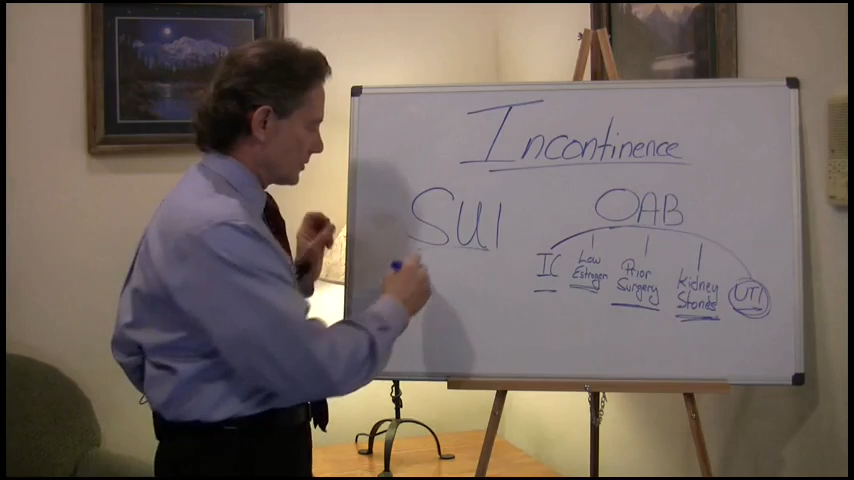 Incontinence
SUI
OAB
IC
Low
Estrogen
Prior
Surgery
Kidney
Stones
UTI